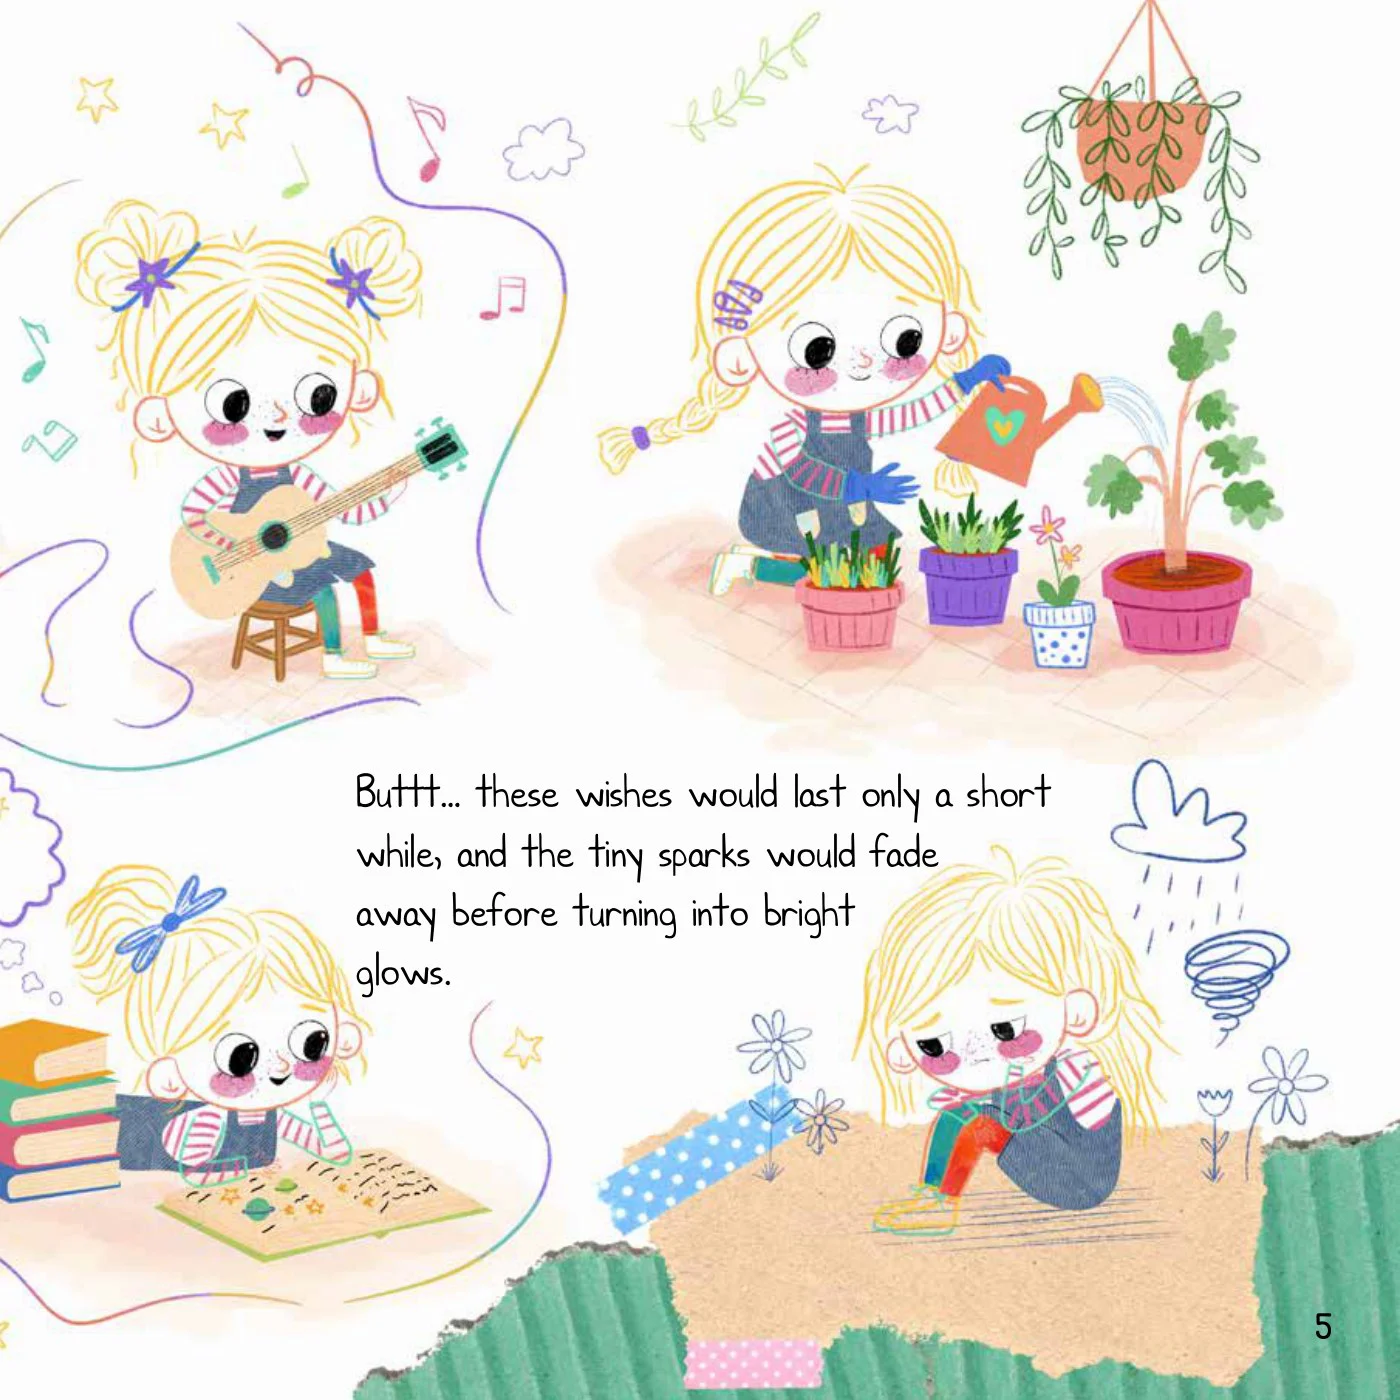 Buttt... these wishes would last only a short
while, and the tiny sparks would fade
away before turning into bright
glows.
5